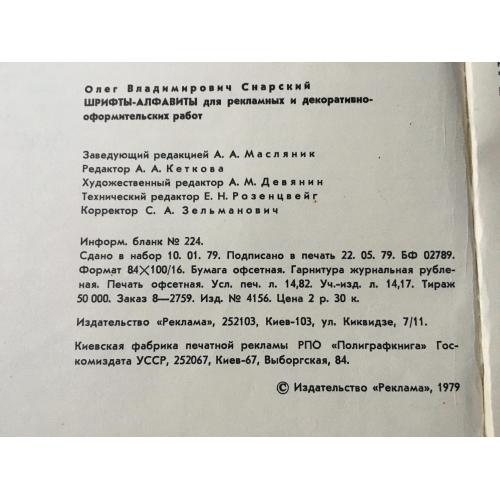 Олег Владимирович Снарский
ШРИФТЫ-АЛФАВИТЫ для рекламных и декоративно-
оформительских работ
Заведующий редакцией А. А. Масляник
Редактор А. А. Кеткова
Художественный редактор А. М. Девянин
Технический редактор Е. Н. Розенцвейг
Корректор С. А. Зельманович
Информ. бланк № 224.
Сдано в набор 10. 01. 79. Подписано в печать 22. 05. 79. БФ 02789.
Формат 84×100/16. Бумага офсетная. Гарнитура журнальная рубле-
ная. Печать офсетная. Усл. печ. л. 14,82. Уч.-изд. л. 14,17. Тираж
50 000. Заказ 8—2759. Изд. № 4156. Цена 2 р. 30 к.
Издательство «Реклама», 252103, Киев-103, ул. Киквидзе, 7/11.
Киевская фабрика печатной рекламы РПО «Полиграфкнига» Гос-
комиздата УССР, 252067, Киев-67, Выборгская, 84.
© Издательство «Реклама», 1979